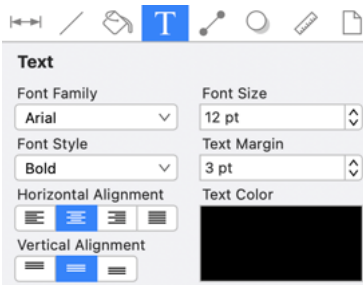 T
Text
Font Family Font Size
Arial 12 pt
Font Style Text Margin
Bold 3 pt
Horizontal Alignment Text Color
Vertical Alignment